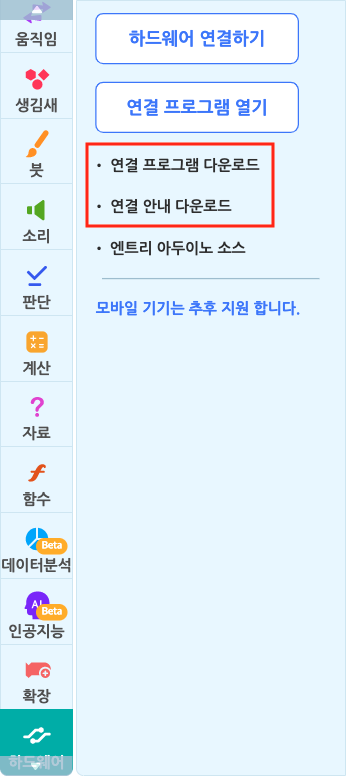 움직임
생김새
붓
소리
판단
계산
자료
? 
함수
Beta
데이터분석
AI
Beta
인공지능
확장
하드웨어
하드웨어 연결하기
연결 프로그램 열기
• 연결 프로그램 다운로드
• 연결 안내 다운로드
• 엔트리 아두이노 소스
모바일 기기는 추후 지원 합니다.